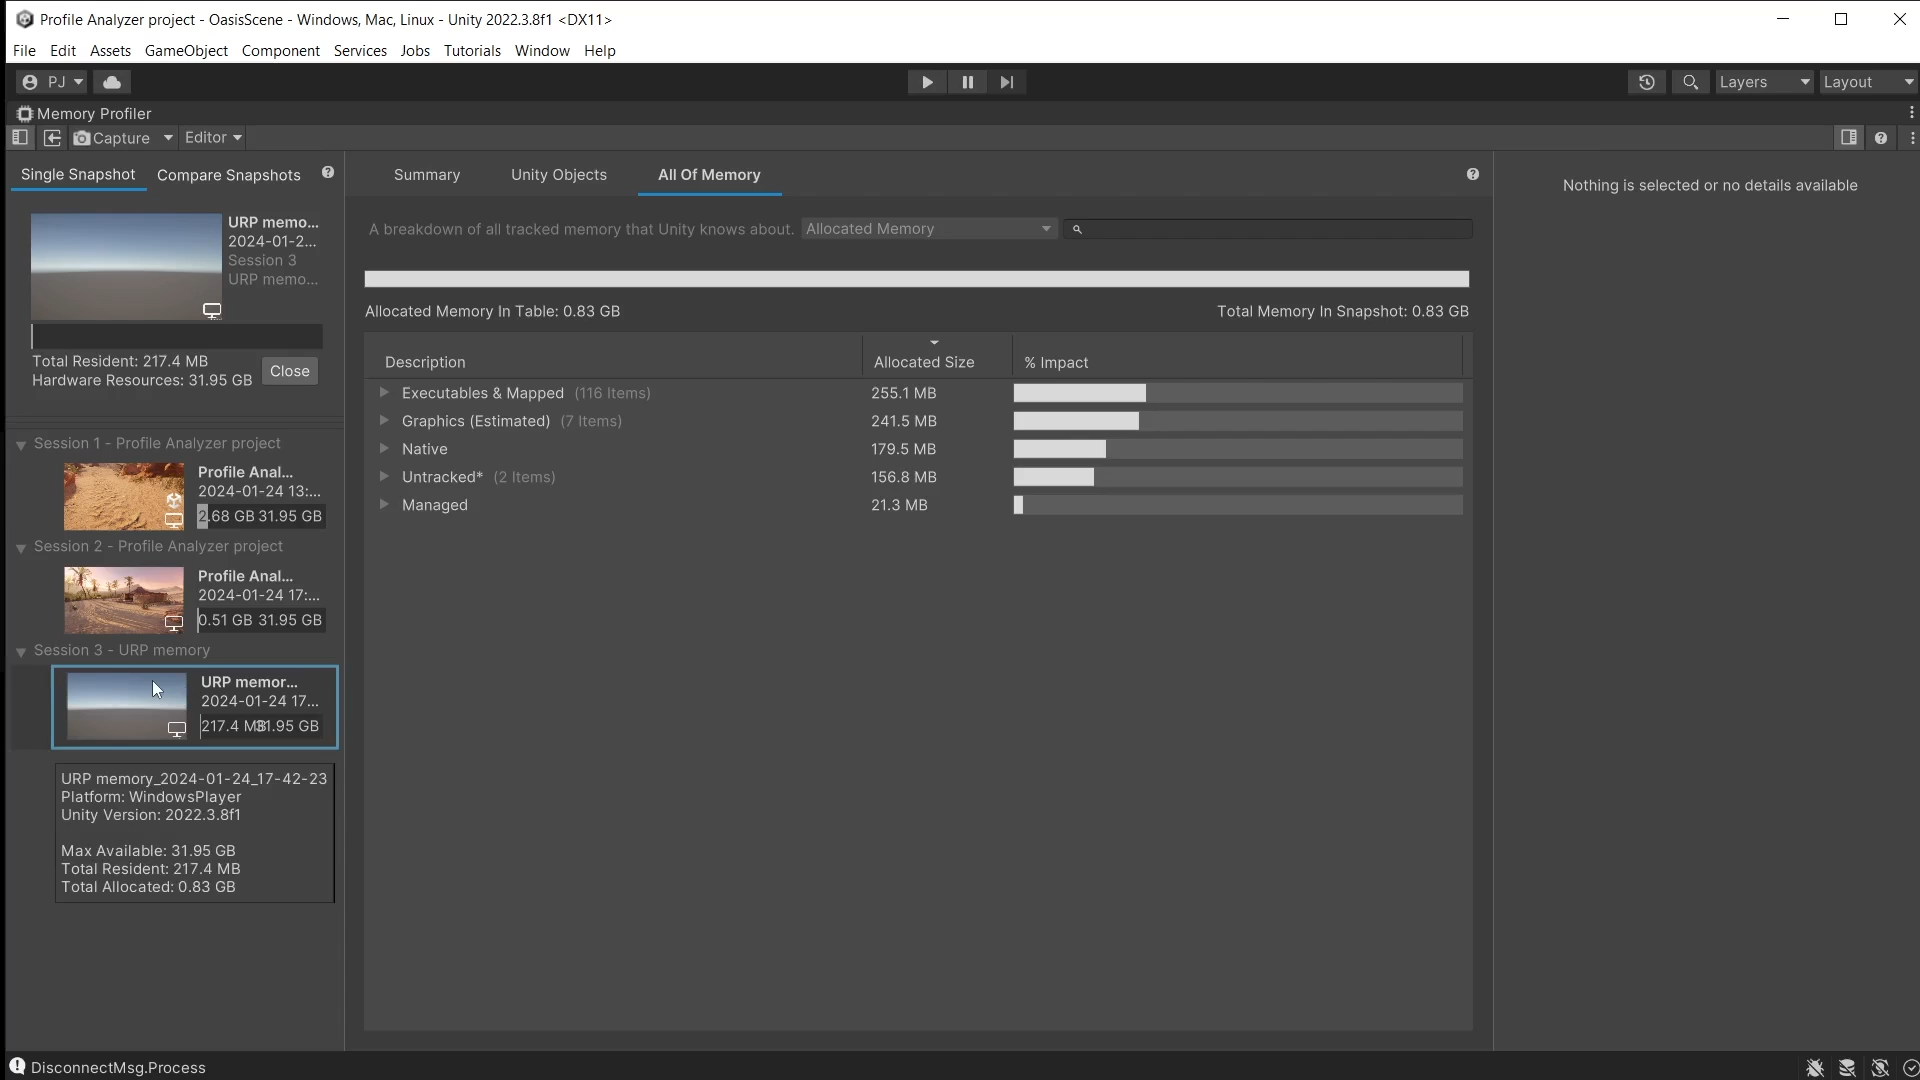 Profile Analyzer project - OasisScene - Windows, Mac, Linux - Unity 2022.3.8f1 <DX11>
File Edit Assets GameObject Component Services Jobs Tutorials Window Help
PJ
Layers
Layout
Memory Profiler
Capture
Editor
Single Snapshot
Compare Snapshots
URP memo...
2024-01-2...
Session 3
URP memo...
Total Resident: 217.4 MB
Hardware Resources: 31.95 GB
Close
Session 1 - Profile Analyzer project
Profile Anal...
2024-01-24 13:...
2.68 GB 31.95 GB
Session 2 - Profile Analyzer project
Profile Anal...
2024-01-24 17:...
0.51 GB 31.95 GB
Session 3 - URP memory
URP memor...
2024-01-24 17...
217.4 MB 31.95 GB
URP memory_2024-01-24_17-42-23
Platform: WindowsPlayer
Unity Version: 2022.3.8f1
Max Available: 31.95 GB
Total Resident: 217.4 MB
Total Allocated: 0.83 GB
Summary
Unity Objects
All Of Memory
A breakdown of all tracked memory that Unity knows about.
Allocated Memory
Allocated Memory In Table: 0.83 GB
Total Memory In Snapshot: 0.83 GB
Description Allocated Size % Impact
Executables & Mapped (116 Items) 255.1 MB
Graphics (Estimated) (7 Items) 241.5 MB
Native 179.5 MB
Untracked* (2 Items) 156.8 MB
Managed 21.3 MB
Nothing is selected or no details available
DisconnectMsg.Process